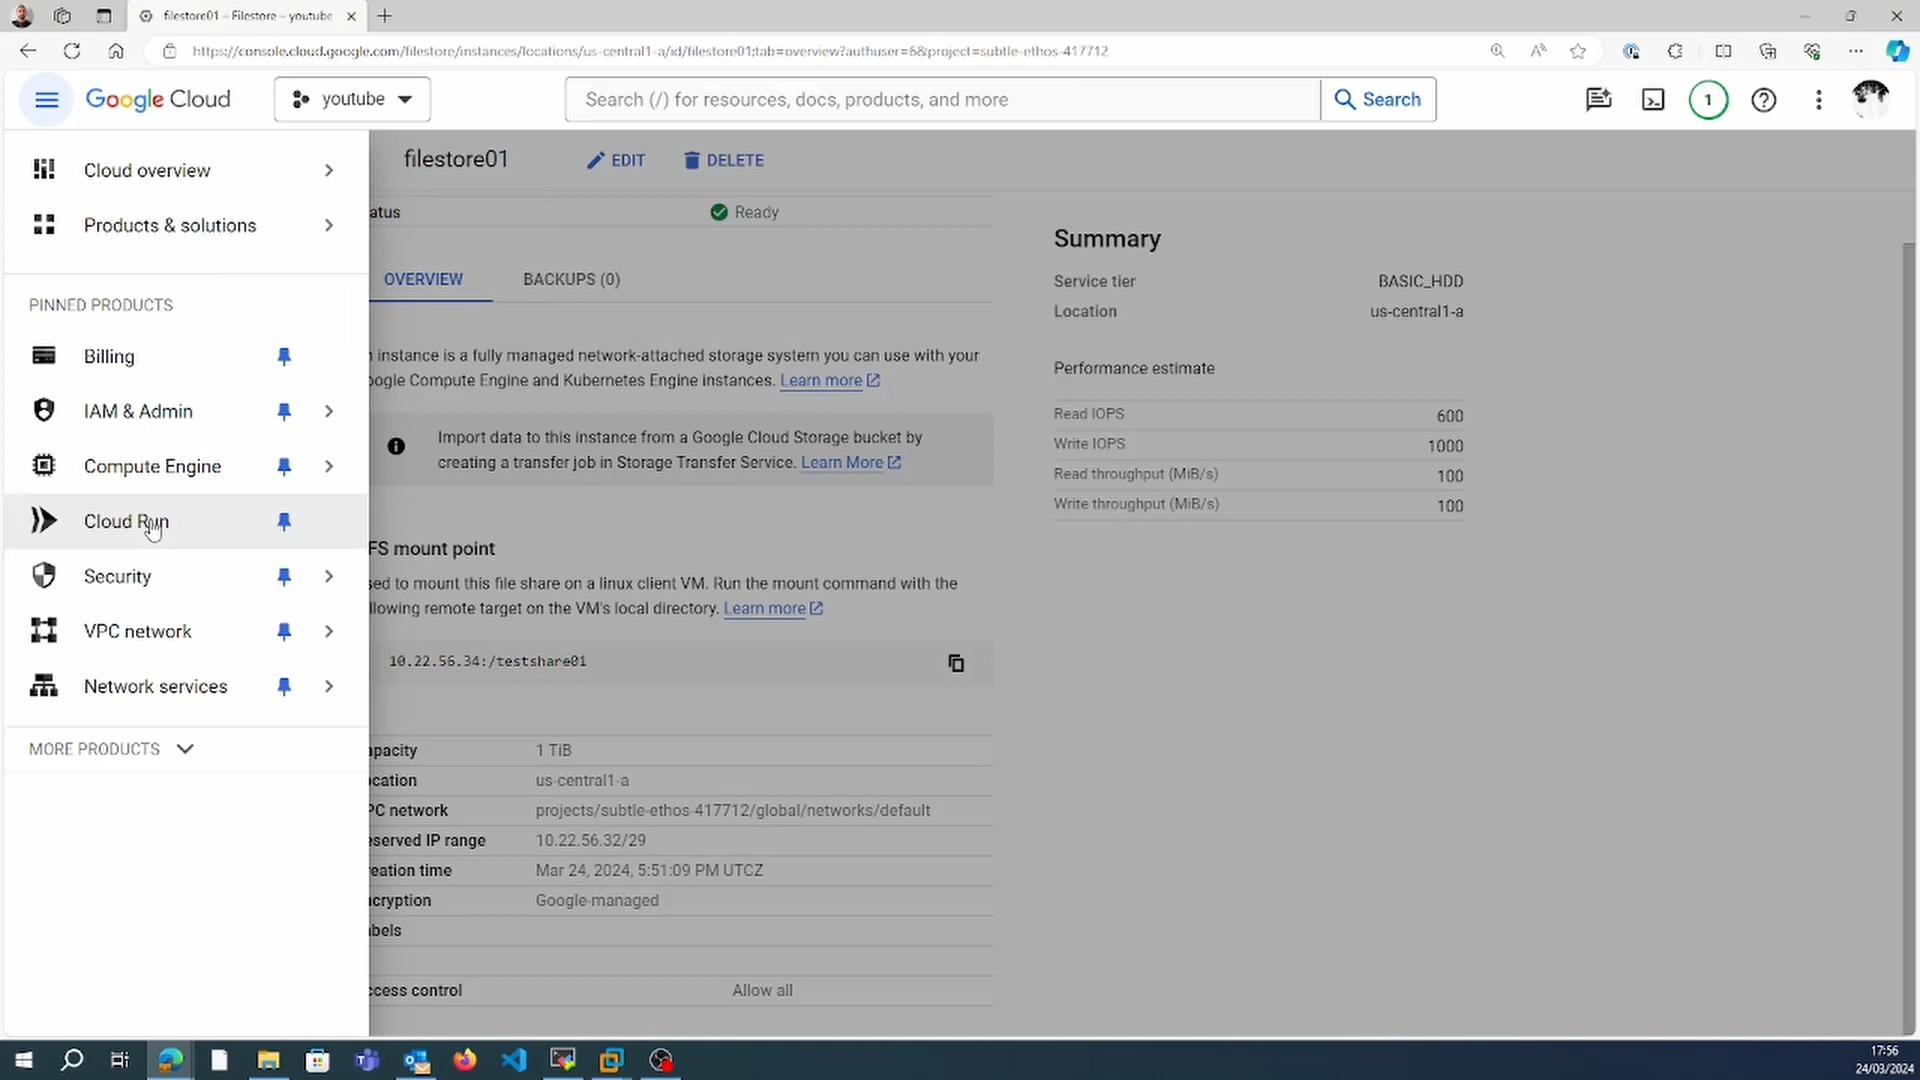 filestore01 – Filestore – youtube
https://console.cloud.google.com/filestore/instances/locations/us-central1-a/id/filestore01;tab=overview?authuser=6&project=subtle-ethos-417712
Google Cloud
youtube
Search (/) for resources, docs, products, and more
Search
1
Cloud overview
Products & solutions
PINNED PRODUCTS
Billing
IAM & Admin
Compute Engine
Cloud Run
Security
VPC network
Network services
MORE PRODUCTS
filestore01
EDIT
DELETE
atus
Ready
OVERVIEW
BACKUPS (0)
instance is a fully managed network-attached storage system you can use with your
oogle Compute Engine and Kubernetes Engine instances. Learn more
Import data to this instance from a Google Cloud Storage bucket by
creating a transfer job in Storage Transfer Service. Learn More
FS mount point
sed to mount this file share on a linux client VM. Run the mount command with the
llowing remote target on the VM's local directory. Learn more
10.22.56.34:/testshare01
apacity 1 TiB
ocation us-central1-a
PC network projects/subtle-ethos-417712/global/networks/default
eserved IP range 10.22.56.32/29
reation time Mar 24, 2024, 5:51:09 PM UTCZ
ncryption Google-managed
abels
ccess control Allow all
Summary
Service tier BASIC_HDD
Location us-central1-a
Performance estimate
Read IOPS 600
Write IOPS 1000
Read throughput (MiB/s) 100
Write throughput (MiB/s) 100
17:56
24/03/2024